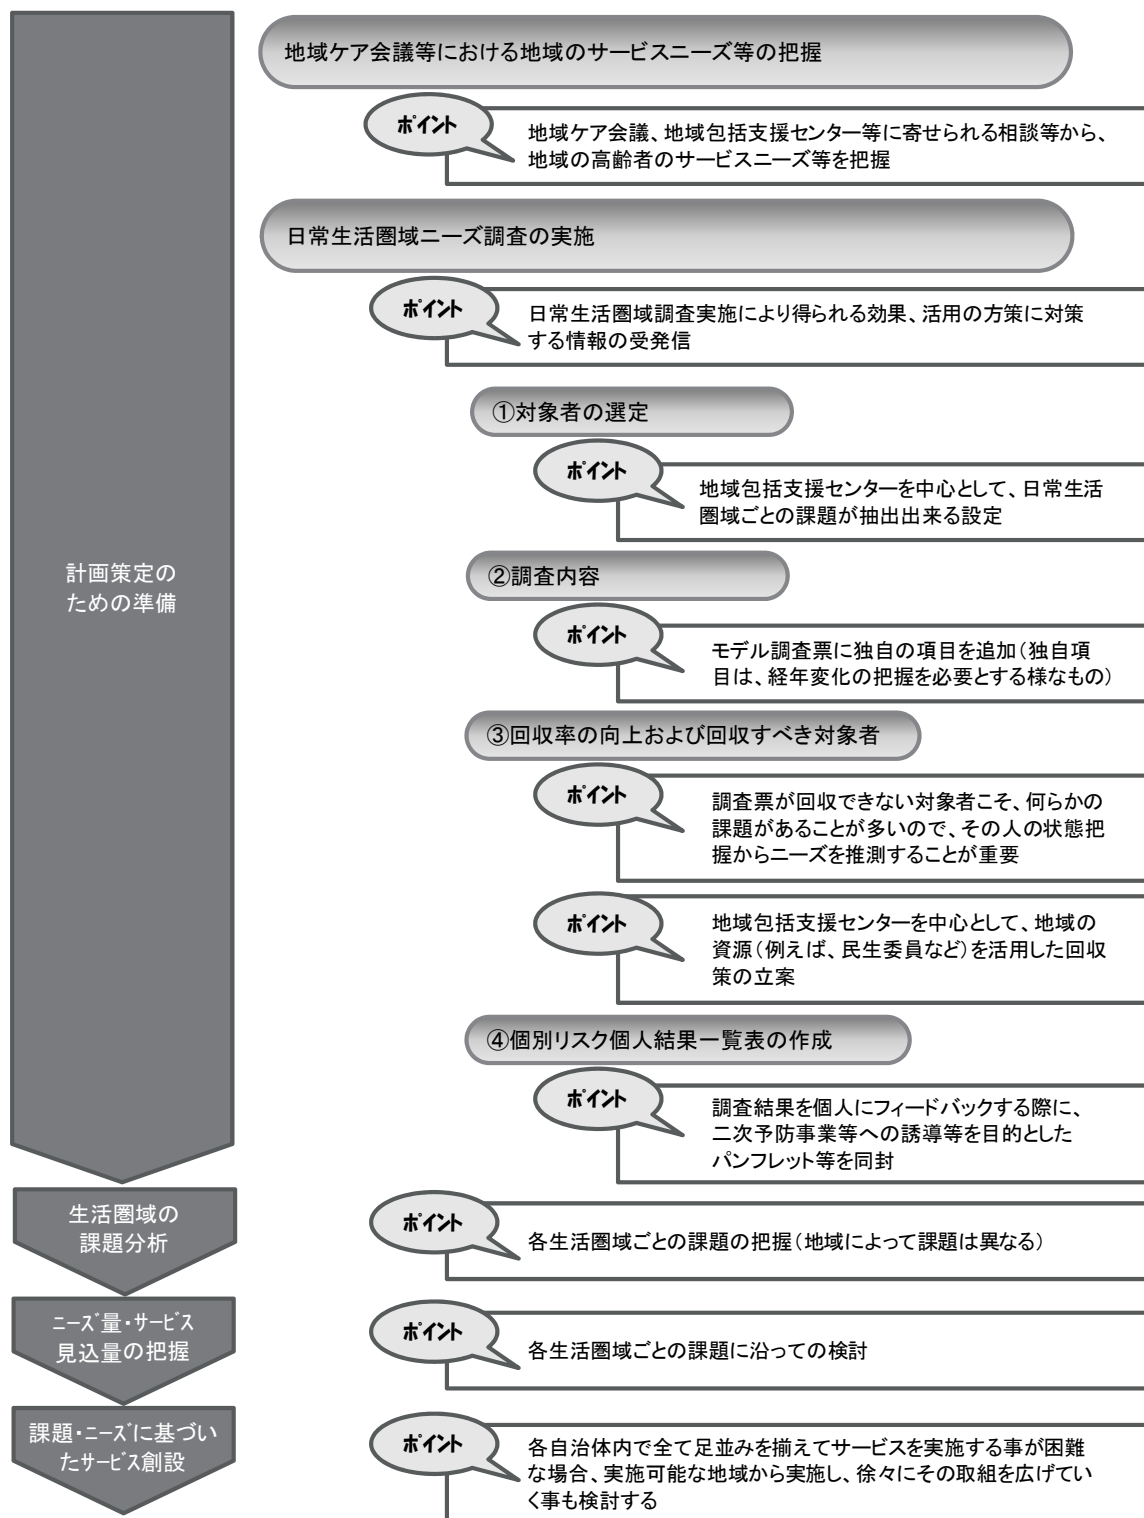 地域ケア会議等における地域のサービスニーズ等の把握
ポイント
地域ケア会議、地域包括支援センター等に寄せられる相談等から、
地域の高齢者のサービスニーズ等を把握
日常生活圏域ニーズ調査の実施
ポイント
日常生活圏域調査実施により得られる効果、活用の方策に対策
する情報の受発信
①対象者の選定
ポイント
地域包括支援センターを中心として、日常生活
圏域ごとの課題が抽出出来る設定
計画策定の
ための準備
②調査内容
ポイント
モデル調査票に独自の項目を追加(独自項
目は、経年変化の把握を必要とする様なもの)
③回収率の向上および回収すべき対象者
ポイント
調査票が回収できない対象者こそ、何らかの
課題があることが多いので、その人の状態把
握からニーズを推測することが重要
ポイント
地域包括支援センターを中心として、地域の
資源(例えば、民生委員など)を活用した回収
策の立案
④個別リスク個人結果一覧表の作成
ポイント
調査結果を個人にフィードバックする際に、
二次予防事業等への誘導等を目的とした
パンフレット等を同封
生活圏域の
課題分析
ポイント
各生活圏域ごとの課題の把握(地域によって課題は異なる)
ニーズ量・サービス
見込量の把握
ポイント
各生活圏域ごとの課題に沿っての検討
課題・ニーズに基づい
たサービス創設
ポイント
各自治体内で全て足並みを揃えてサービスを実施する事が困難
な場合、実施可能な地域から実施し、徐々にその取組を広げてい
く事も検討する